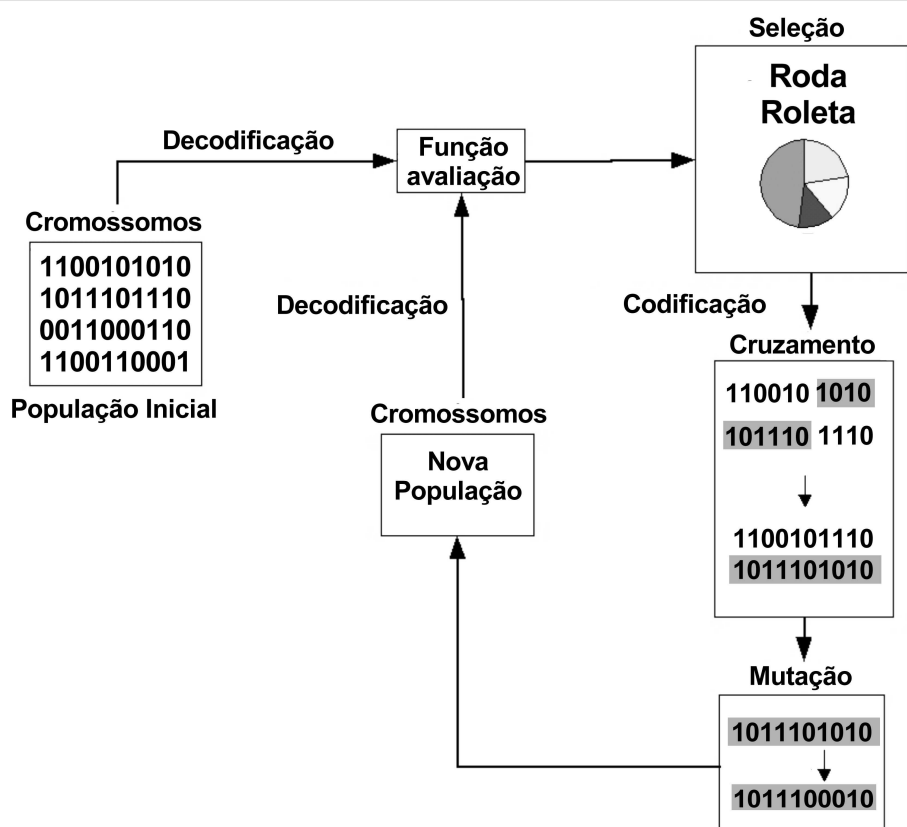 Seleção
Roda
Roleta
Decodificação
Função
avaliação
Cromossomos
1100101010
1011101110
0011000110
1100110001
População Inicial
Decodificação
Codificação
Cruzamento
110010 1010
101110 1110
1100101110
1011101010
Cromossomos
Nova
População
Mutação
1011101010
1011100010